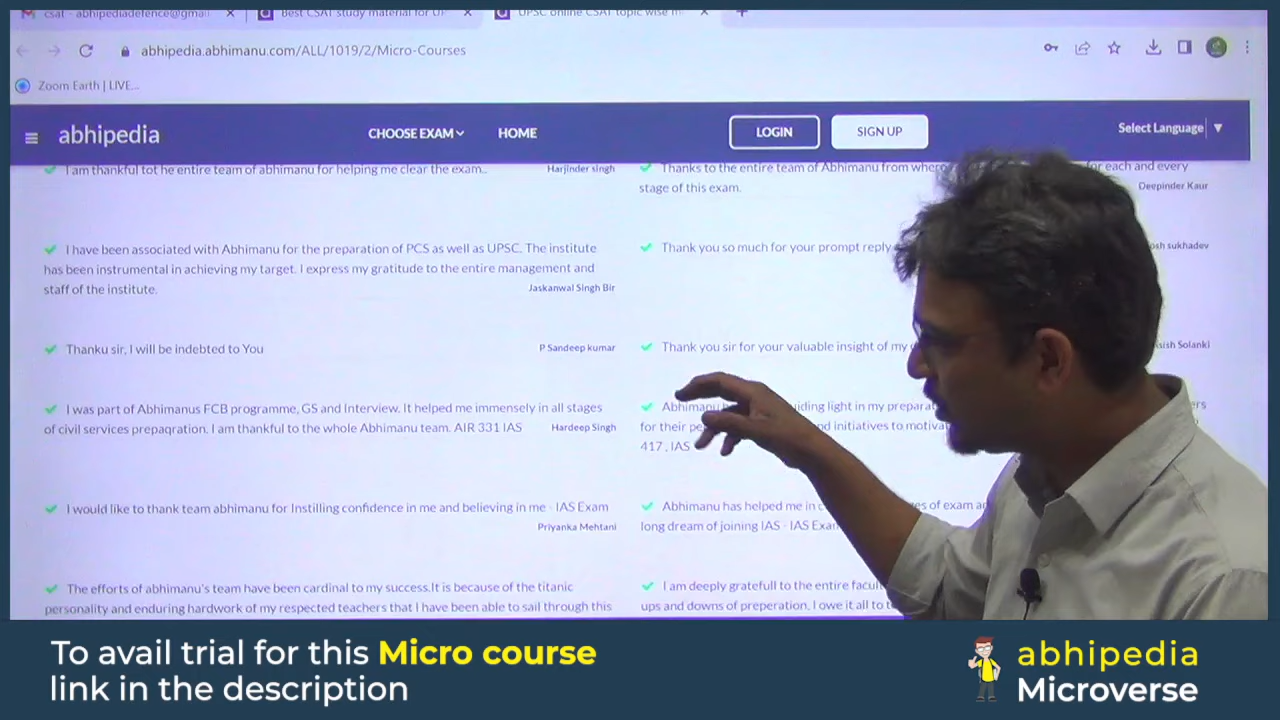 csat - abhipediadefence@gmai
Best CSAT study material for UP
UPSC online CSAT topic wise m
abhipedia.abhimanu.com/ALL/1019/2/Micro-Courses
Zoom Earth | LIVE...
abhipedia
CHOOSE EXAM
HOME
LOGIN
SIGN UP
Select Language
I am thankful tot he entire team of abhimanu for helping me clear the exam..
Harjinder singh
Thanks to the entire team of Abhimanu from where for each and every
stage of this exam.
Deepinder Kaur
I have been associated with Abhimanu for the preparation of PCS as well as UPSC. The institute
has been instrumental in achieving my target. I express my gratitude to the entire management and
staff of the institute.
Jaskanwal Singh Bir
Thank you so much for your prompt reply
osh sukhadev
Thanku sir, I will be indebted to You
P Sandeep kumar
Thank you sir for your valuable insight of my
Solanki
I was part of Abhimanus FCB programme, GS and Interview. It helped me immensely in all stages
of civil services prepaqration. I am thankful to the whole Abhimanu team. AIR 331 IAS
Hardeep Singh
Abhimanu light in my
for their initiatives to
417 , IAS
I would like to thank team abhimanu for Instilling confidence in me and believing in me - IAS Exam
Priyanka Mehtani
Abhimanu has helped me in of exam
long dream of joining IAS - IAS
The efforts of abhimanu's team have been cardinal to my success.It is because of the titanic
personality and enduring hardwork of my respected teachers that I have been able to sail through this
I am deeply gratefull to the entire
ups and downs of preperation. I owe it all to
To avail trial for this Micro course
link in the description
abhipedia
Microverse